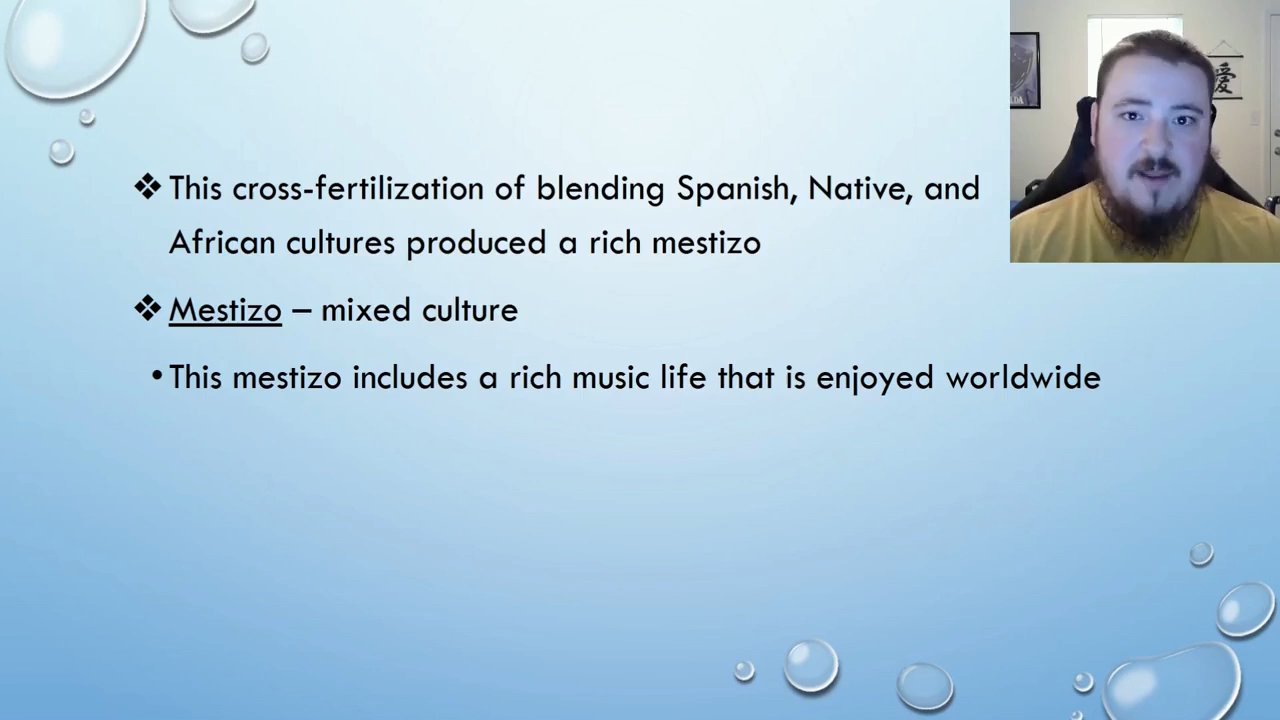 ❖ This cross-fertilization of blending Spanish, Native, and
African cultures produced a rich mestizo
❖ Mestizo – mixed culture
• This mestizo includes a rich music life that is enjoyed worldwide
愛